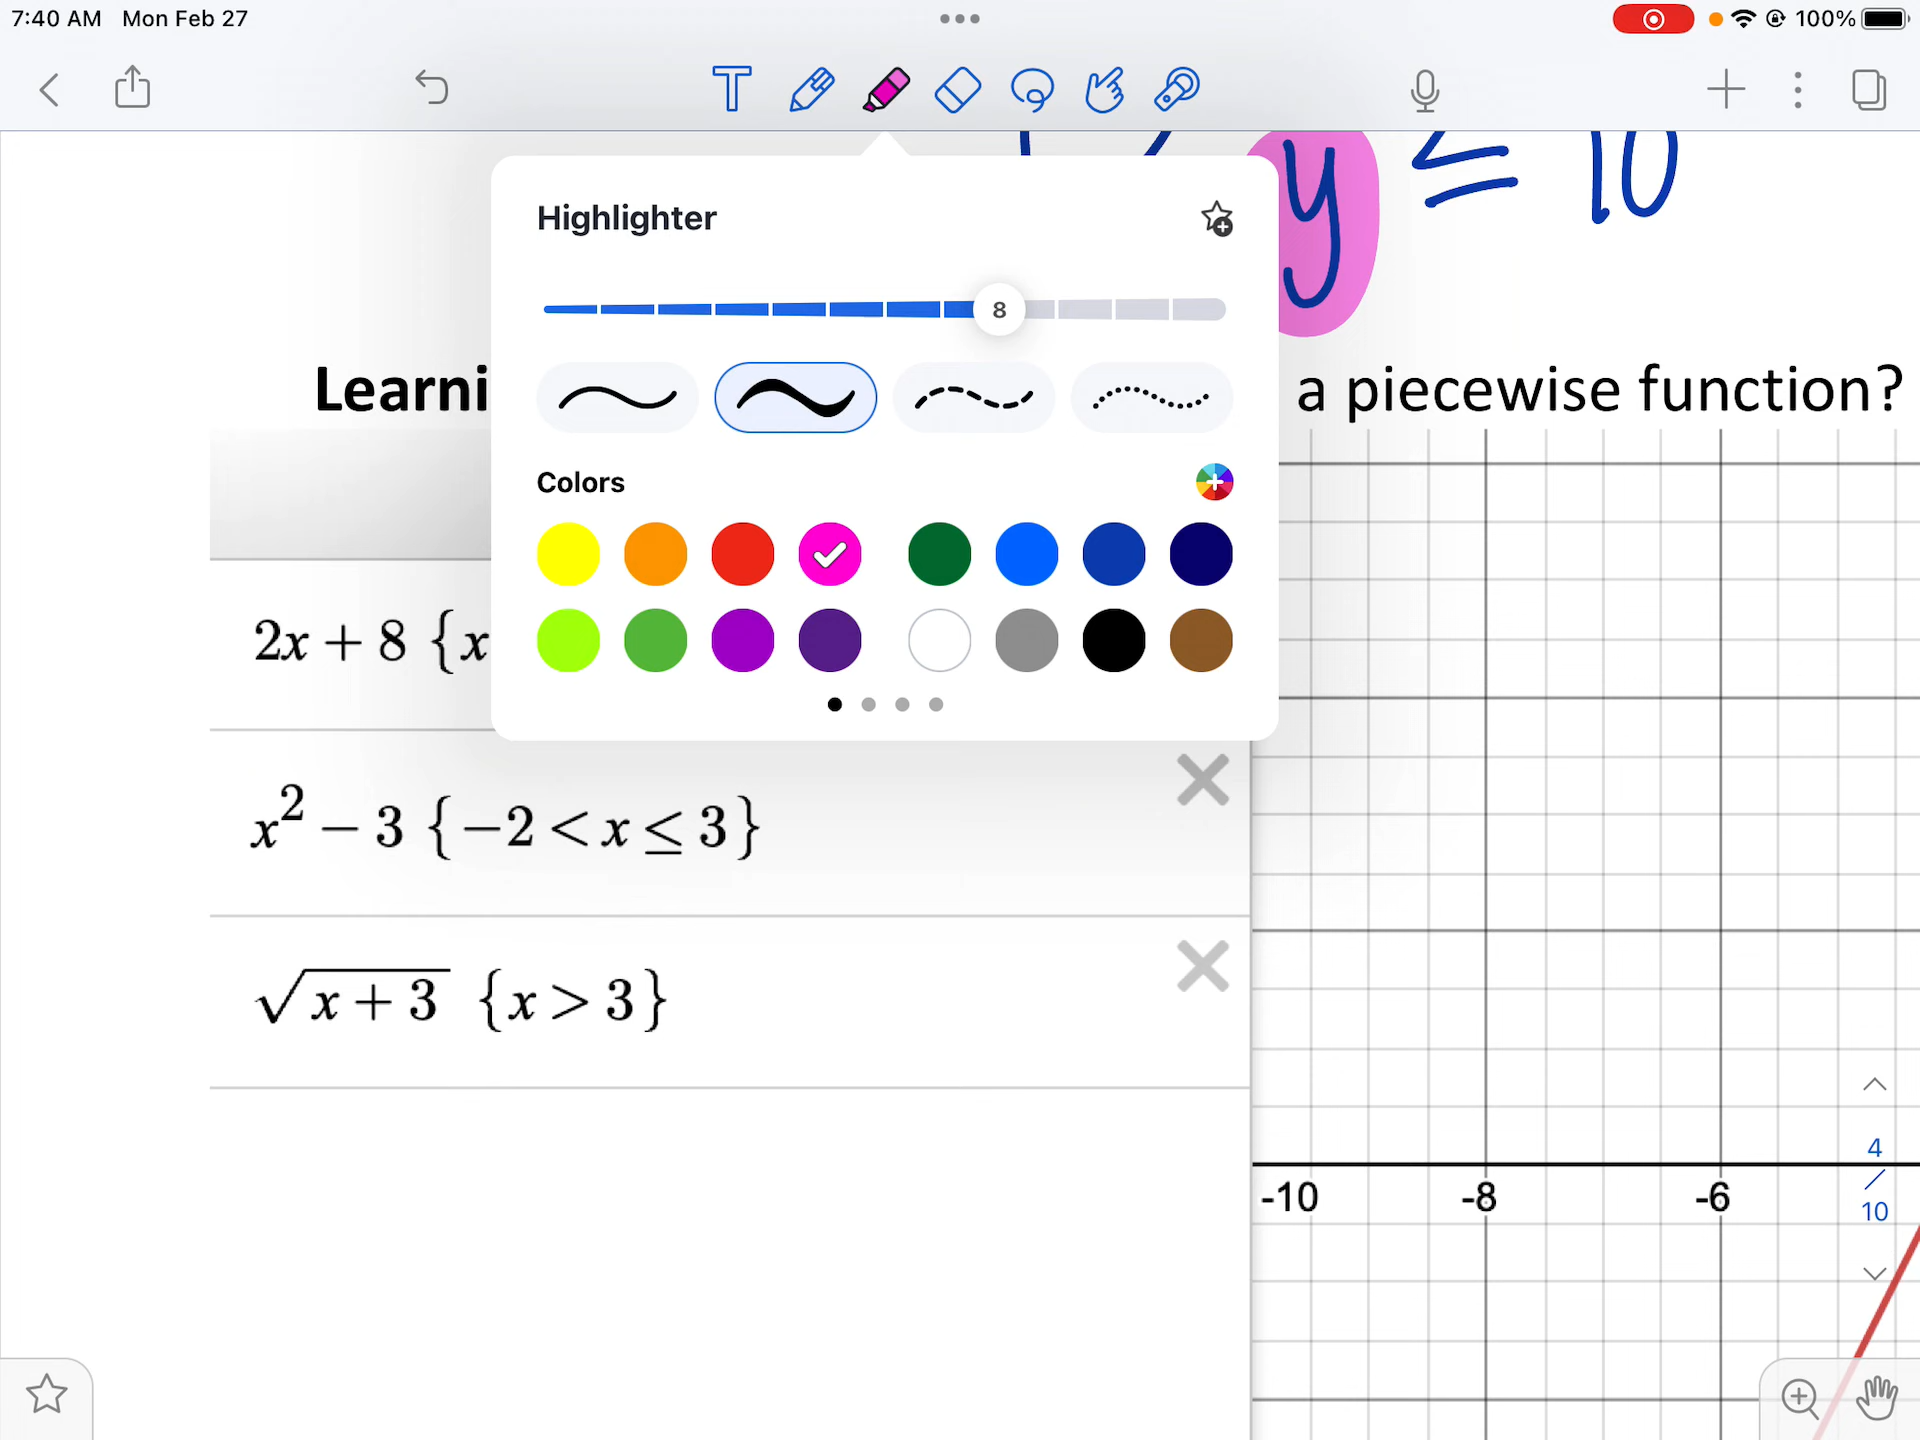 7:40 AM Mon Feb 27
100%
T
y ≤ 10
Highlighter
8
Learni
a piecewise function?
Colors
2x + 8 {x
x² − 3 {−2 < x ≤ 3}
√x + 3 {x > 3}
4
/
10
-10 -8 -6